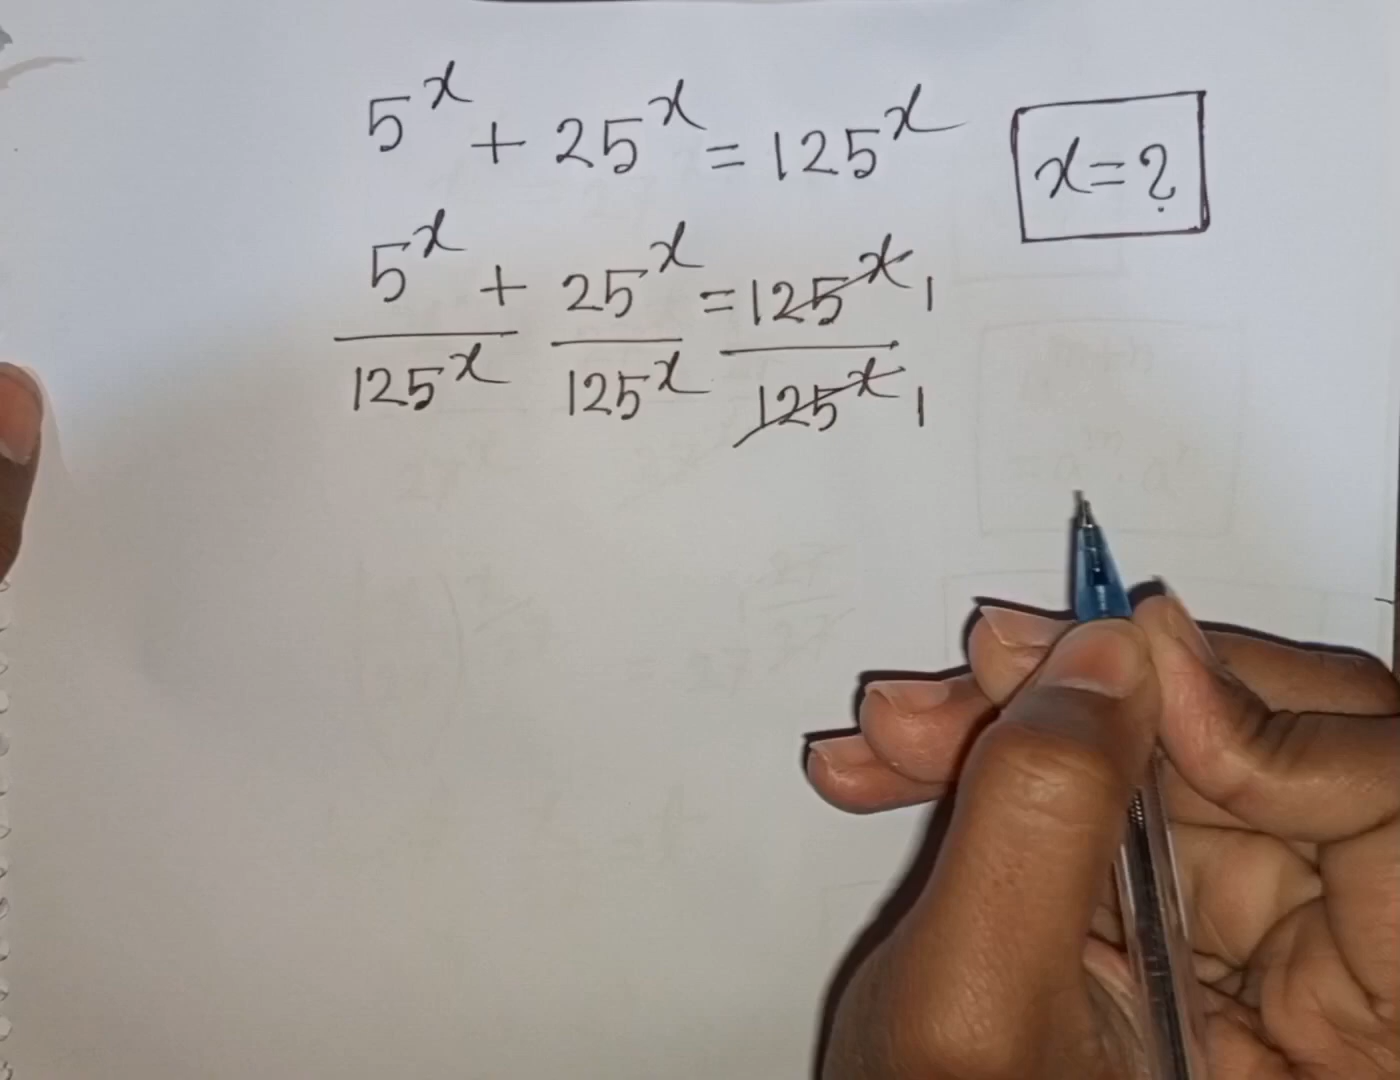 5^x + 25^x = 125^x
x = ?
5^x/125^x + 25^x/125^x = 125^x/125^x 1/1